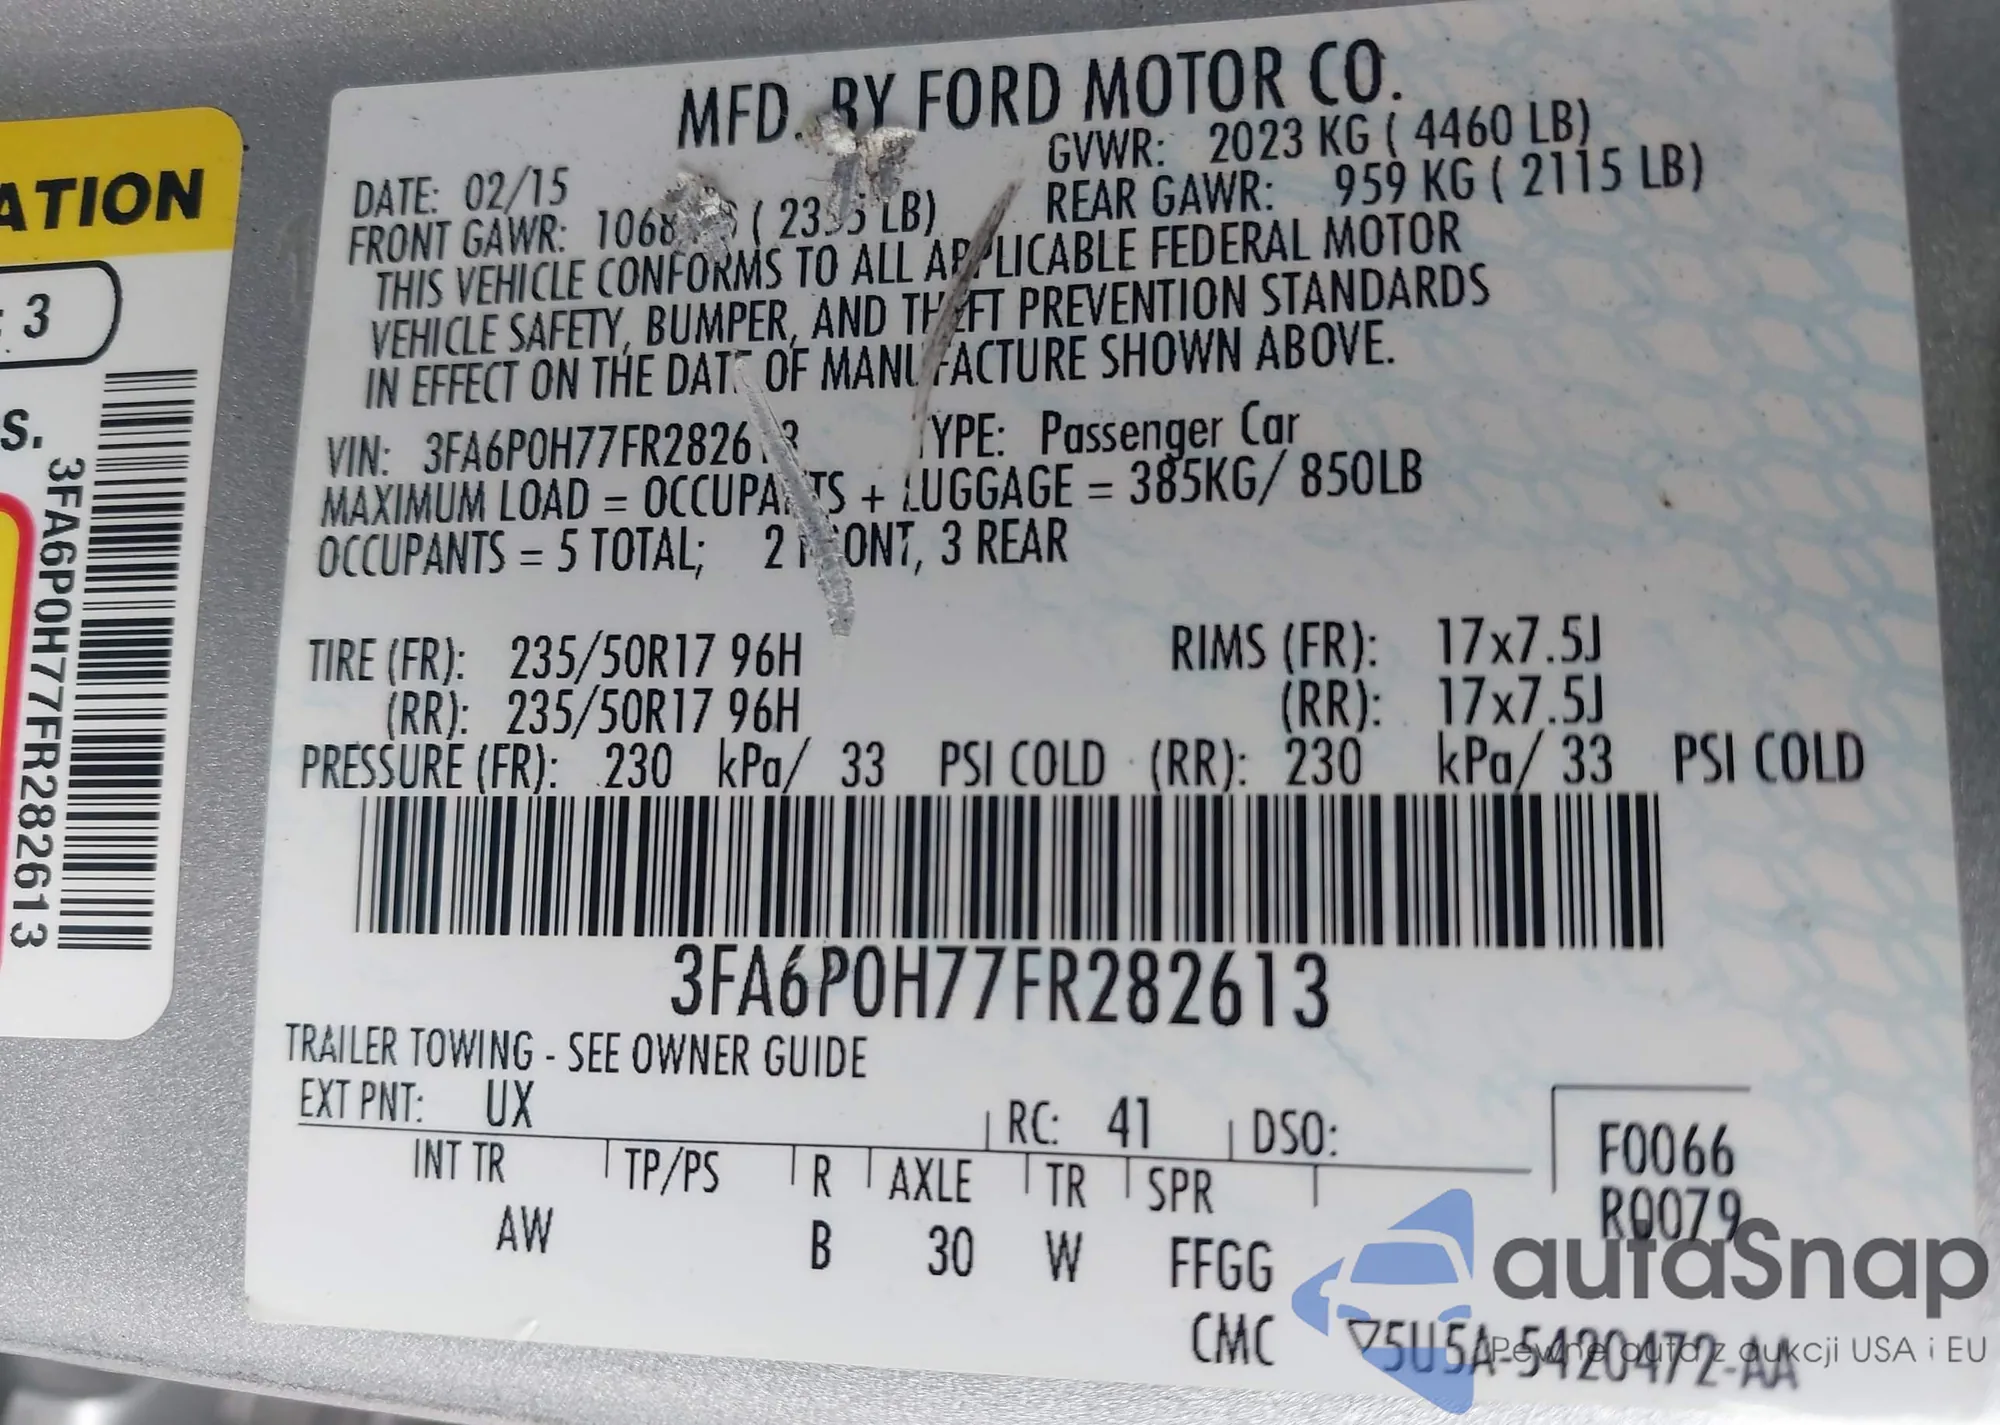 MFD. BY FORD MOTOR CO.
DATE: 02/15
GVWR: 2023 KG ( 4460 LB)
FRONT GAWR: LB)
REAR GAWR: 959 KG ( 2115 LB)
THIS VEHICLE CONFORMS TO ALL APPLICABLE FEDERAL MOTOR
VEHICLE SAFETY, BUMPER, AND THEFT PREVENTION STANDARDS
IN EFFECT ON THE DATE OF MANUFACTURE SHOWN ABOVE.
VIN: 3FA6P0H77FR282613 TYPE: Passenger Car
MAXIMUM LOAD = OCCUPANTS + LUGGAGE = 385KG/ 850LB
OCCUPANTS = 5 TOTAL; 2 FRONT, 3 REAR
TIRE (FR): 235/50R17 96H RIMS (FR): 17x7.5J
(RR): 235/50R17 96H (RR): 17x7.5J
PRESSURE (FR): 230 kPa/ 33 PSI COLD (RR): 230 kPa/ 33 PSI COLD
3FA6P0H77FR282613
TRAILER TOWING - SEE OWNER GUIDE
EXT PNT: UX RC: 41 DSO:
INT TR TP/PS R AXLE TR SPR
F0066
R0079
AW B 30 W FFGG
CMC ▽5U5A-5420472-AA
ATION
3
S.
3FA6P0H77FR282613
autaSnap
Pewne auta z aukcji USA i EU